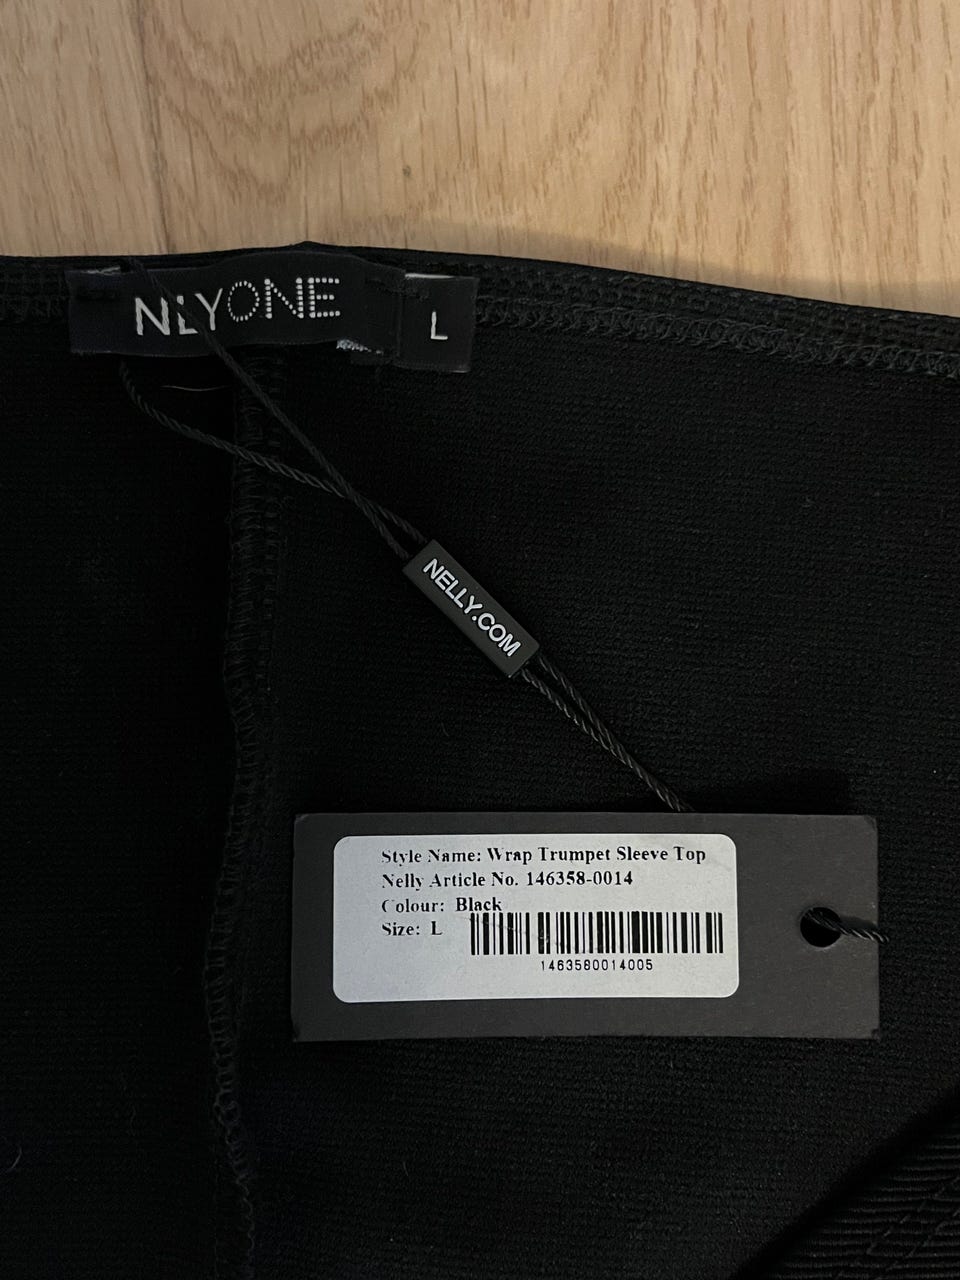 NLYONE
L
NELLY.COM
Style Name: Wrap Trumpet Sleeve Top
Nelly Article No. 146358-0014
Colour: Black
Size: L
1463580014005